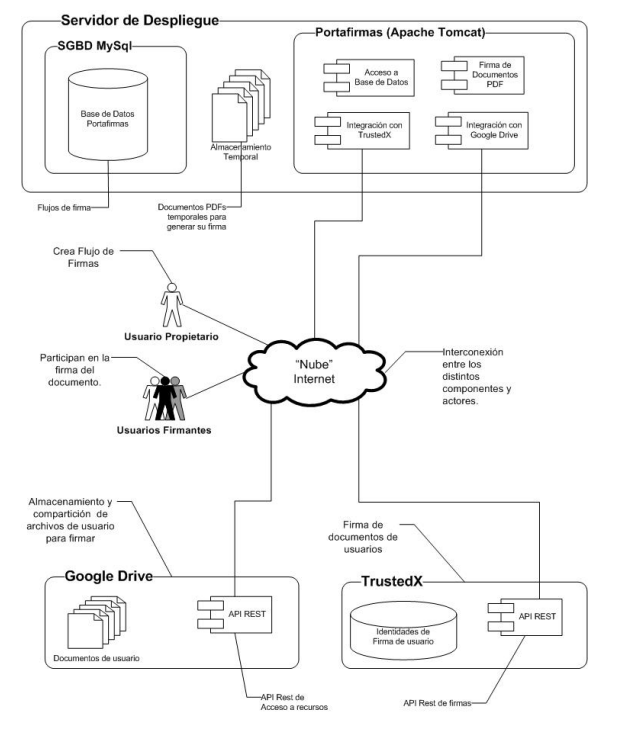 Servidor de Despliegue
SGBD MySql
Portafirmas (Apache Tomcat)
Base de Datos
Portafirmas
Almacenamiento
Temporal
Acceso a
Base de Datos
Firma de
Documentos
PDF
Integración con
TrustedX
Integración con
Google Drive
Flujos de firma
Documentos PDFs
temporales para
generar su firma
Crea Flujo de
Firmas
Usuario Propietario
Participan en la
firma del
documento.
Usuarios Firmantes
"Nube"
Internet
Interconexión
entre los
distintos
componentes y
actores.
Almacenamiento y
compartición de
archivos de usuario
para firmar
Firma de
documentos de
usuarios
Google Drive
Documentos de usuario
API REST
API Rest de
Acceso a recursos
TrustedX
Identidades de
Firma de usuario
API REST
API Rest de firmas